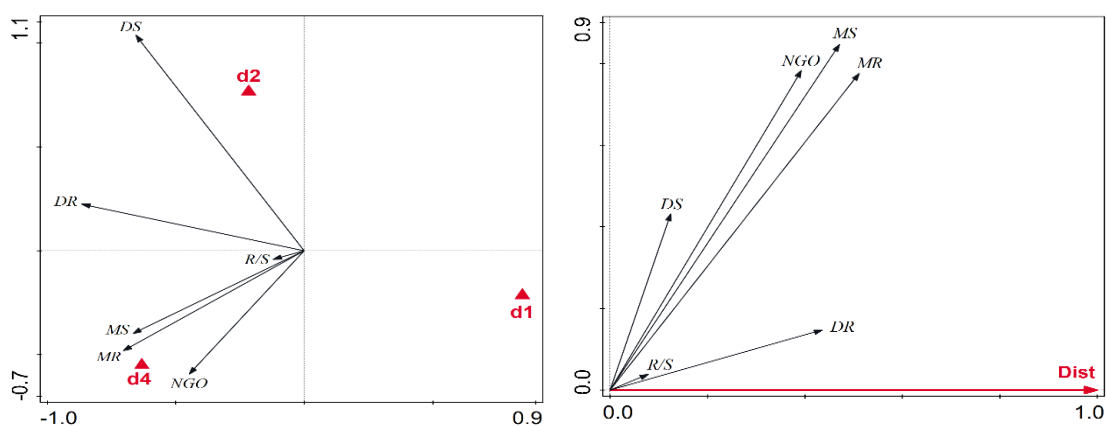 1.1
DS
d2
DR
R/S
d1
MS
MR
d4
NGO
-0.7
-1.0
0.9
0.9
MS
NGO
MR
DS
DR
R/S
Dist
0.0
0.0
1.0